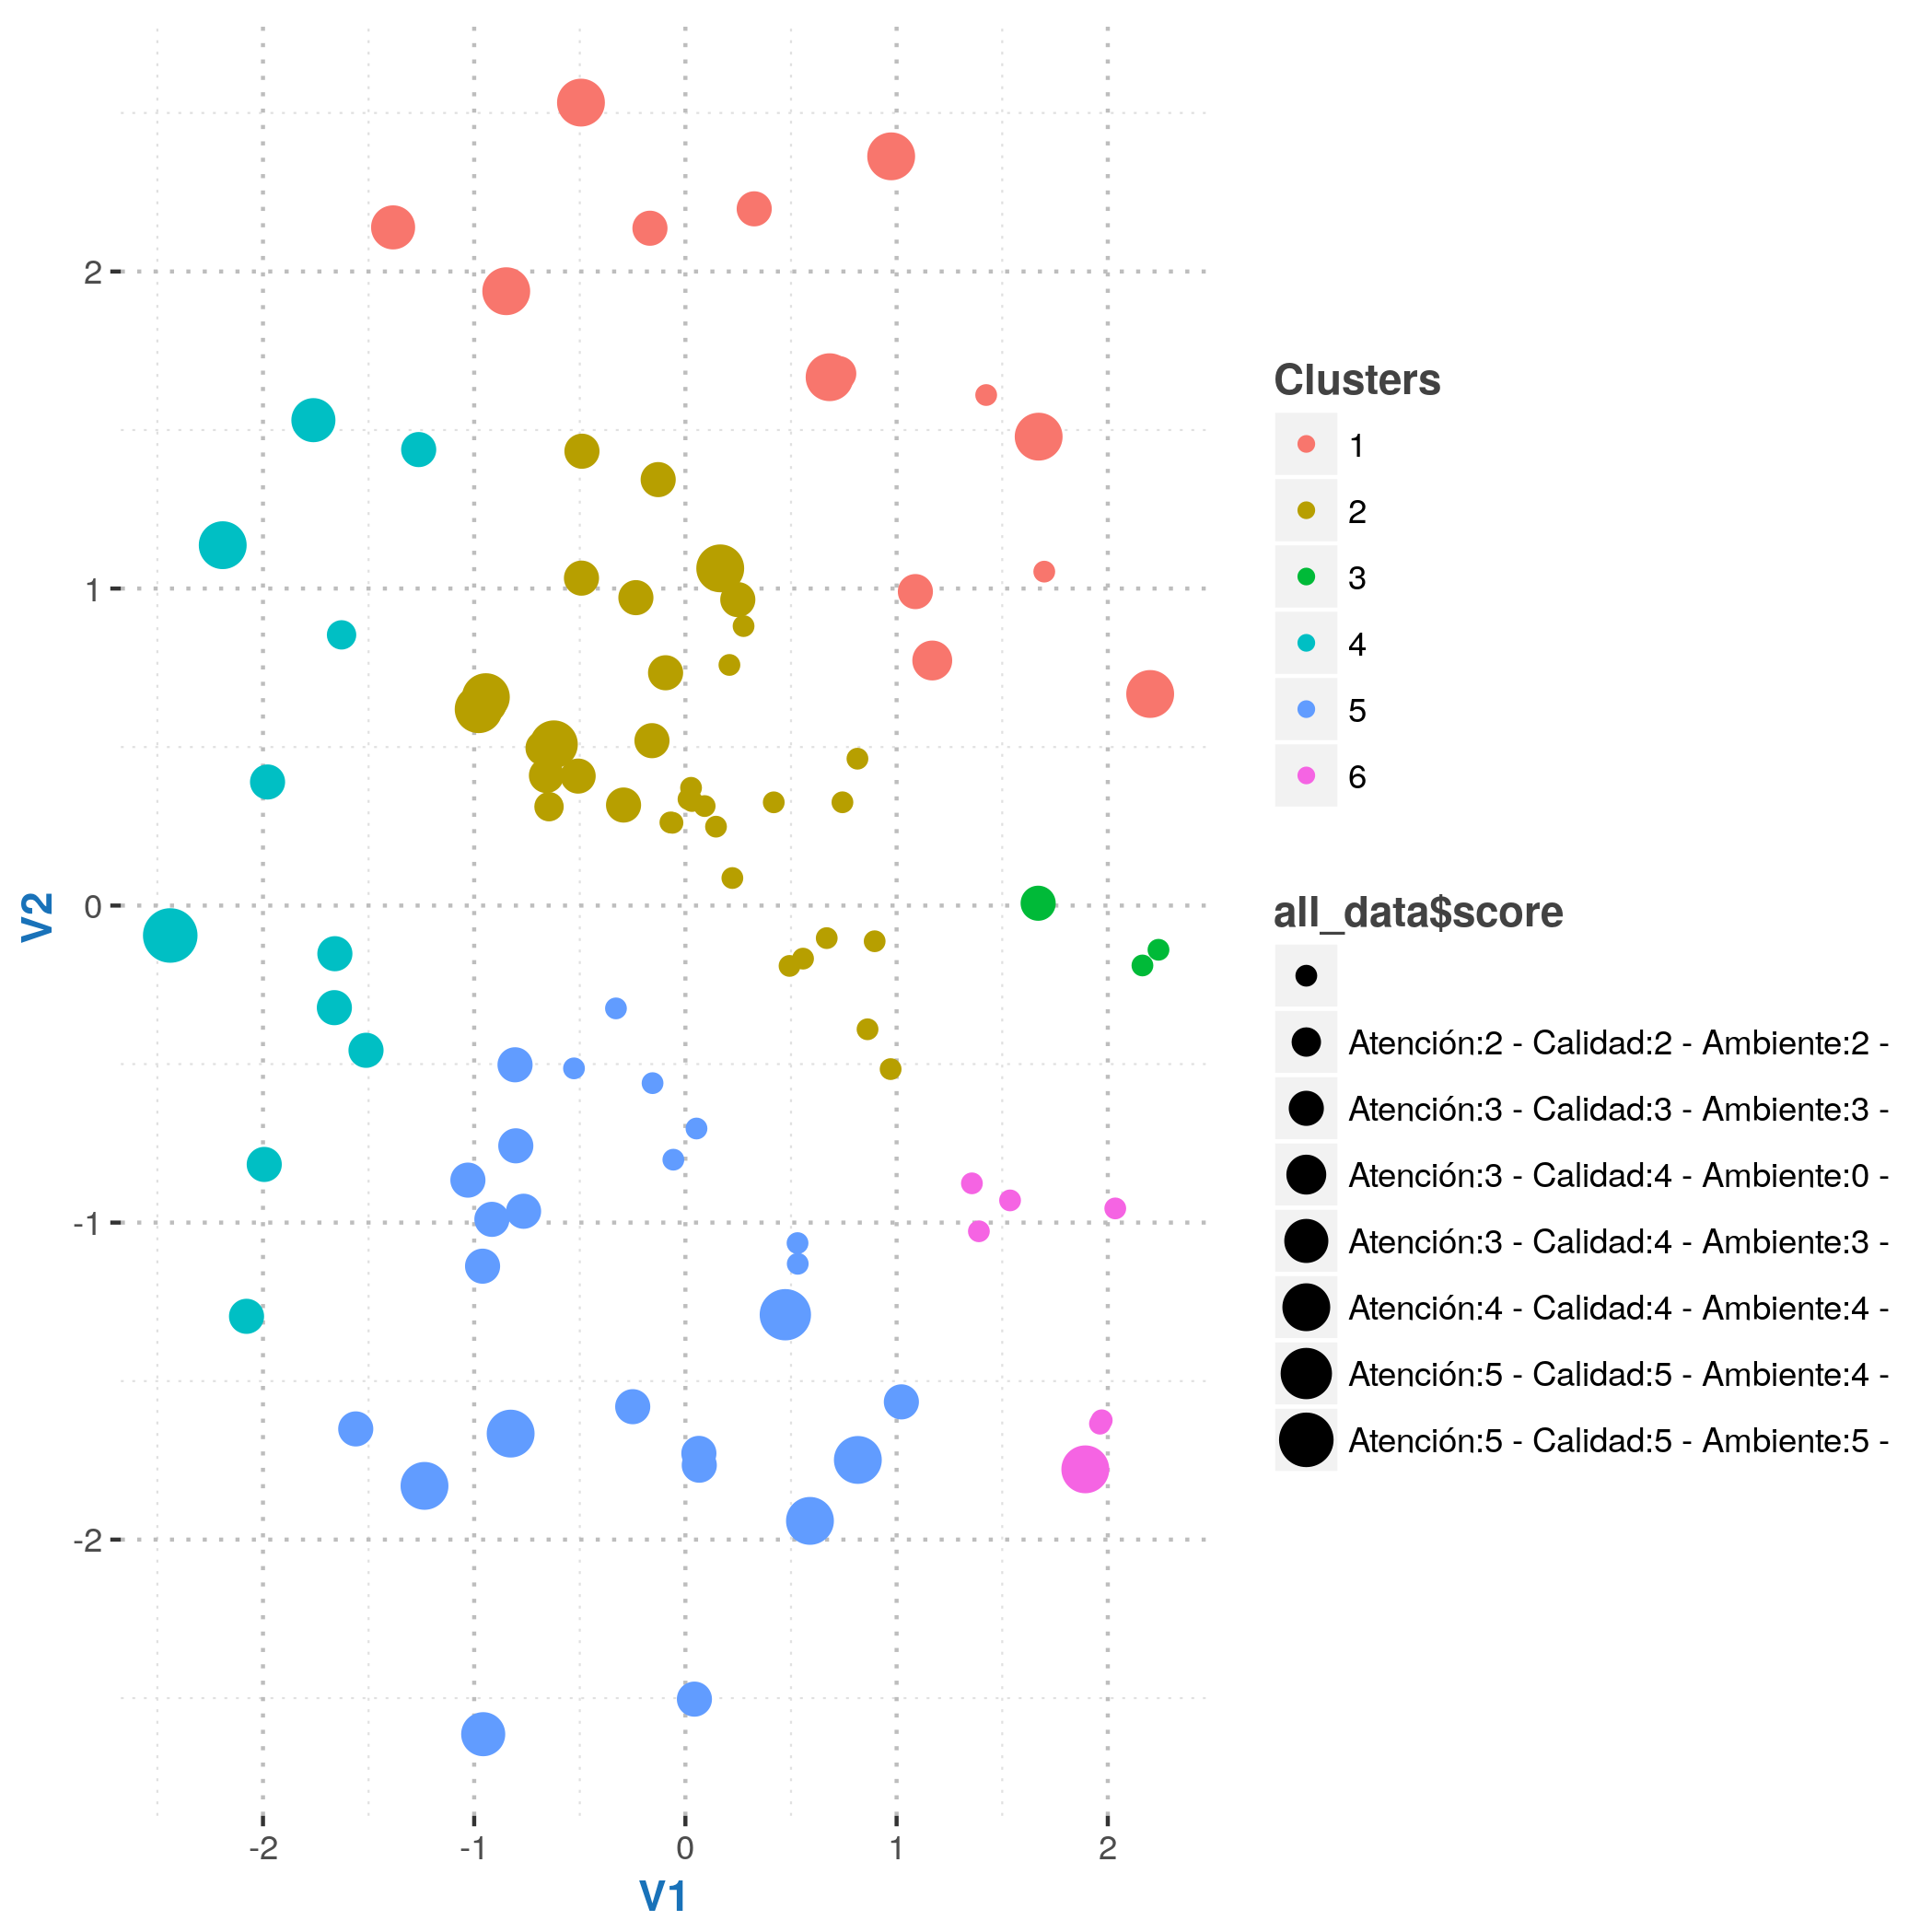 2
1
0
-1
-2
V2
-2
-1
0
1
2
V1
Clusters
1
2
3
4
5
6
all_data$score
Atención:2 - Calidad:2 - Ambiente:2 -
Atención:3 - Calidad:3 - Ambiente:3 -
Atención:3 - Calidad:4 - Ambiente:0 -
Atención:3 - Calidad:4 - Ambiente:3 -
Atención:4 - Calidad:4 - Ambiente:4 -
Atención:5 - Calidad:5 - Ambiente:4 -
Atención:5 - Calidad:5 - Ambiente:5 -